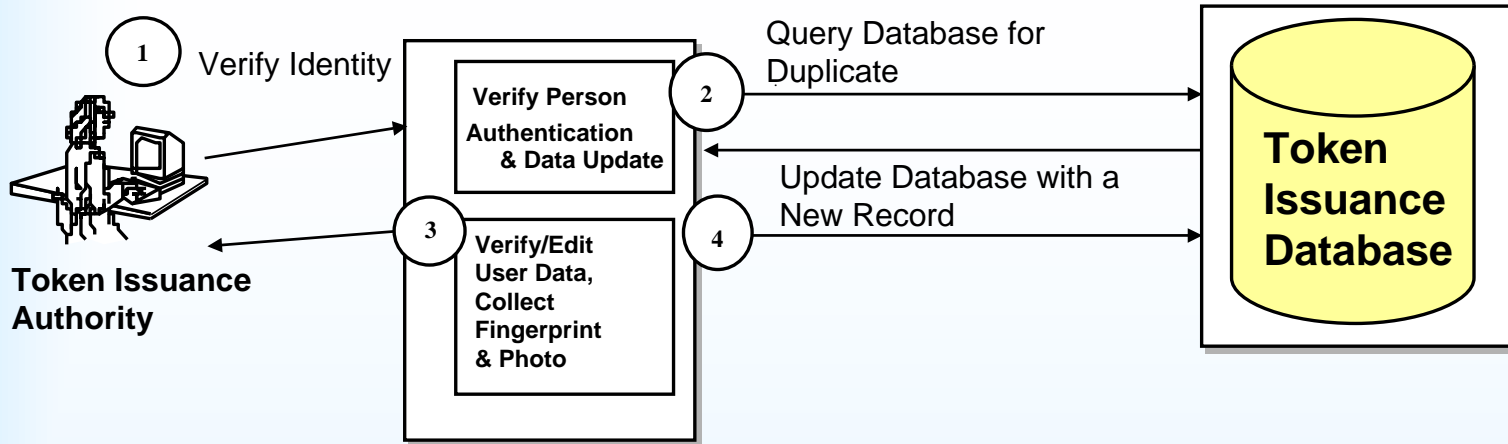 1
Verify Identity
Token Issuance
Authority
Verify Person
Authentication
& Data Update
2
Query Database for
Duplicate
3
Verify/Edit
User Data,
Collect
Fingerprint
& Photo
4
Update Database with a
New Record
Token
Issuance
Database